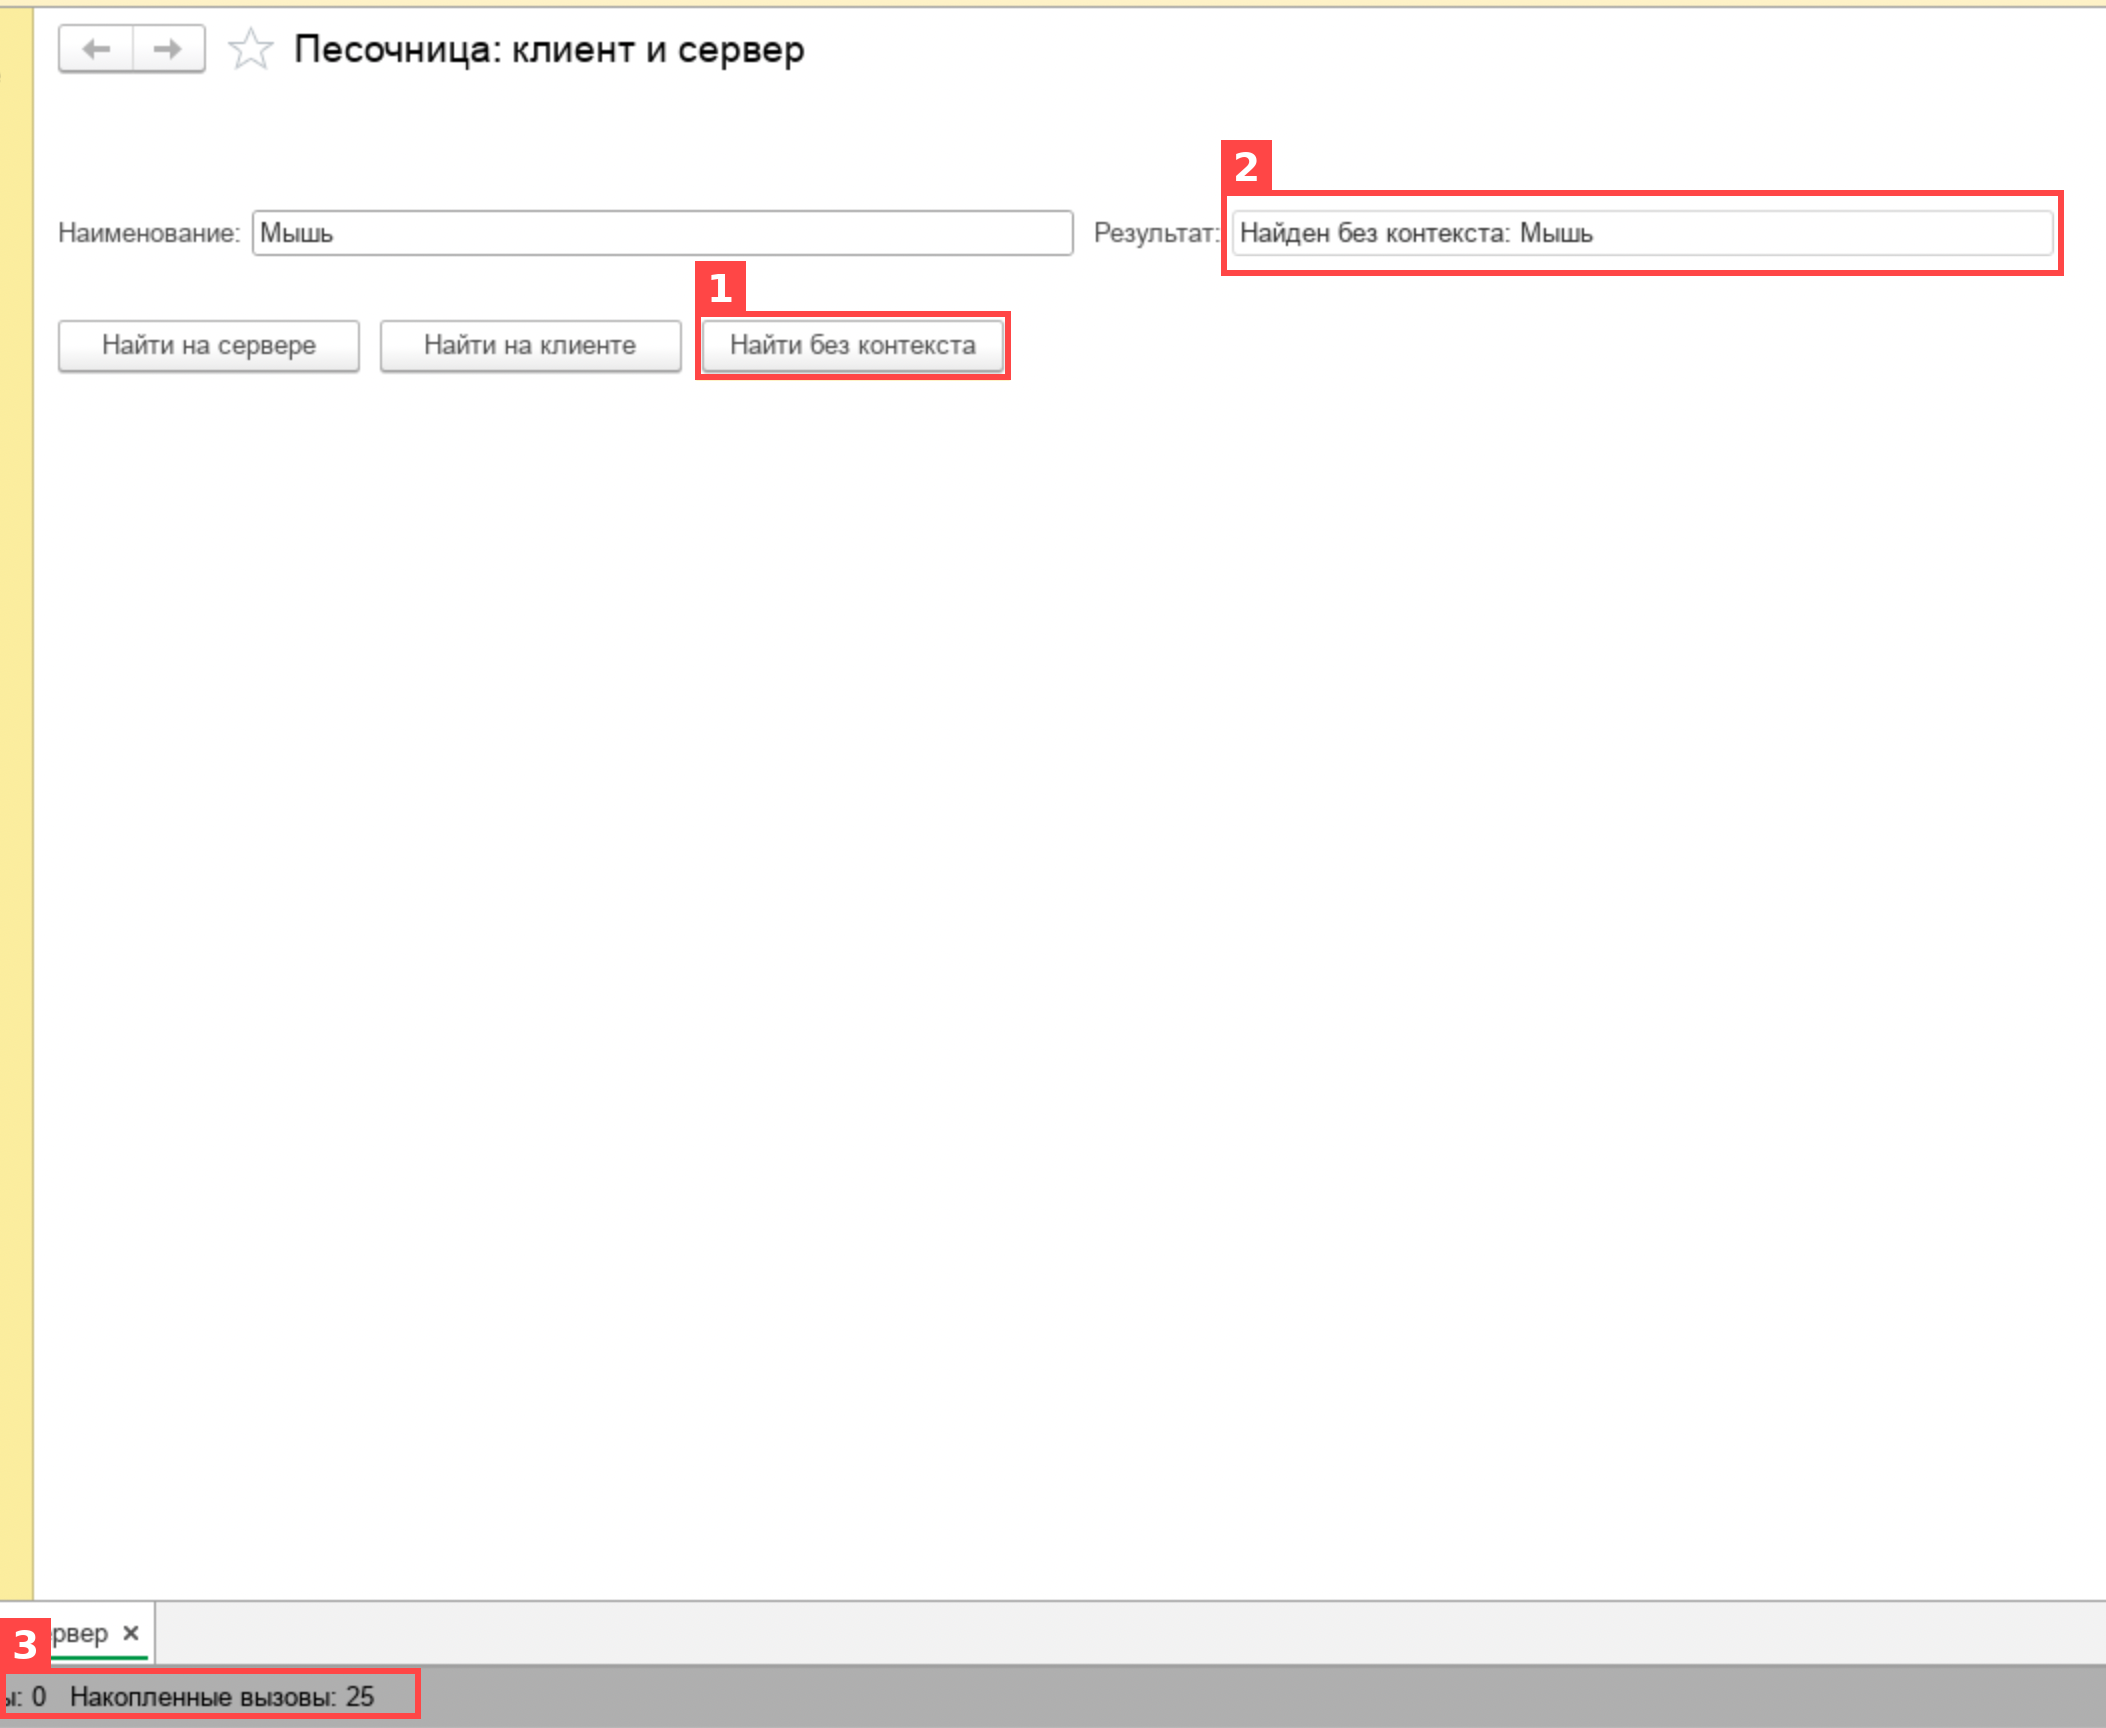 Песочница: клиент и сервер
2
Наименование: Мышь Результат: Найден без контекста: Мышь
1
Найти на сервере Найти на клиенте Найти без контекста
3 рвер ×
ы: 0 Накопленные вызовы: 25